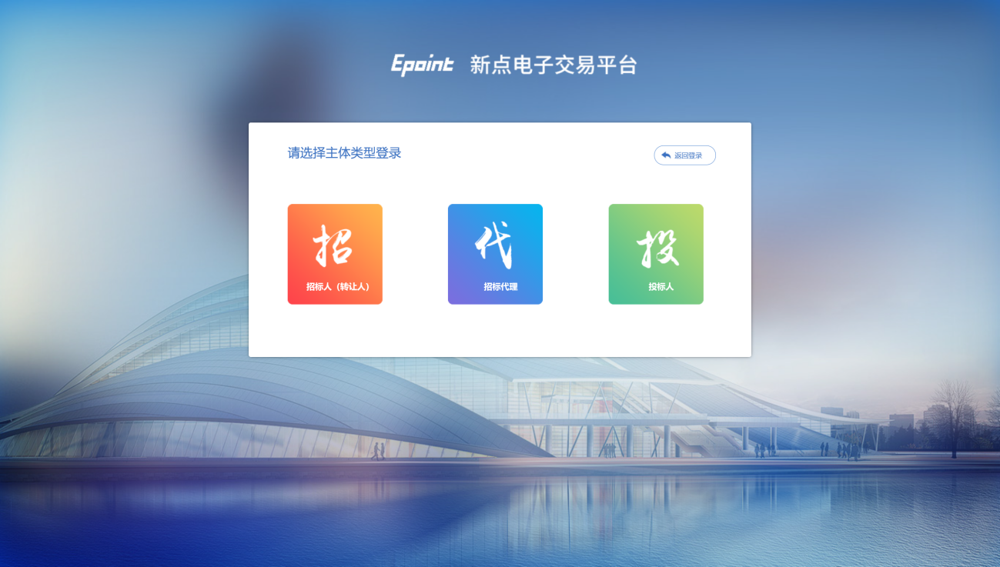 Epoint 新点电子交易平台
请选择主体类型登录
返回登录
招
招标人（转让人）
代
招标代理
投
投标人